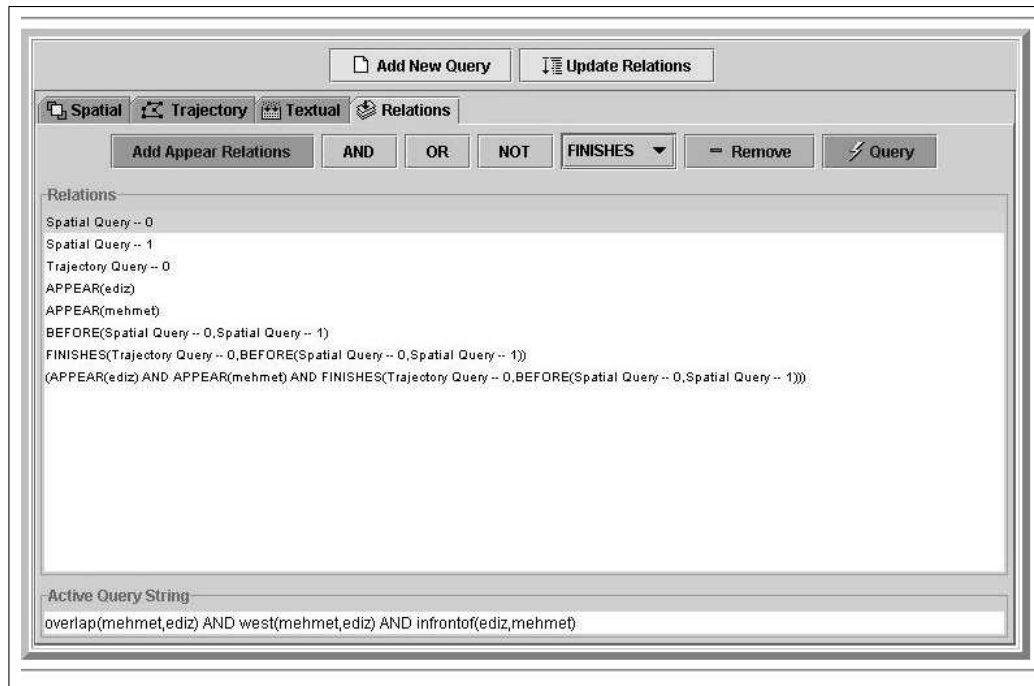 Add New Query Update Relations
Spatial Trajectory Textual Relations
Add Appear Relations AND OR NOT FINISHES Remove Query
Relations
Spatial Query -- 0
Spatial Query -- 1
Trajectory Query -- 0
APPEAR(ediz)
APPEAR(mehmet)
BEFORE(Spatial Query -- 0,Spatial Query -- 1)
FINISHES(Trajectory Query -- 0,BEFORE(Spatial Query -- 0,Spatial Query -- 1))
(APPEAR(ediz) AND APPEAR(mehmet) AND FINISHES(Trajectory Query -- 0,BEFORE(Spatial Query -- 0,Spatial Query -- 1)))
Active Query String
overlap(mehmet,ediz) AND west(mehmet,ediz) AND infrontof(ediz,mehmet)